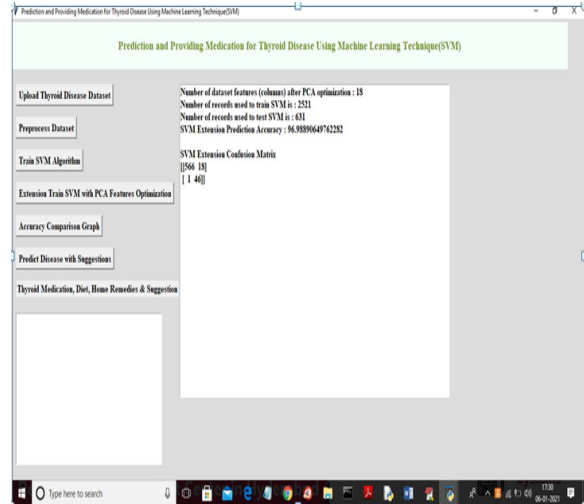 Prediction and Providing Medication for Thyroid Disease Using Machine Learning Technique(SVM)
Prediction and Providing Medication for Thyroid Disease Using Machine Learning Technique(SVM)
Upload Thyroid Disease Dataset
Preprocess Dataset
Train SVM Algorithm
Extension Train SVM with PCA Features Optimization
Accuracy Comparison Graph
Predict Disease with Suggestions
Thyroid Medication, Diet, Home Remedies & Suggestion
Number of dataset features (columns) after PCA optimization : 18
Number of records used to train SVM is : 2521
Number of records used to test SVM is : 631
SVM Extension Prediction Accuracy : 96.98890649762282
SVM Extension Confusion Matrix
[[566 18]
[ 1 46]]
Type here to search
17:30
06-01-2021